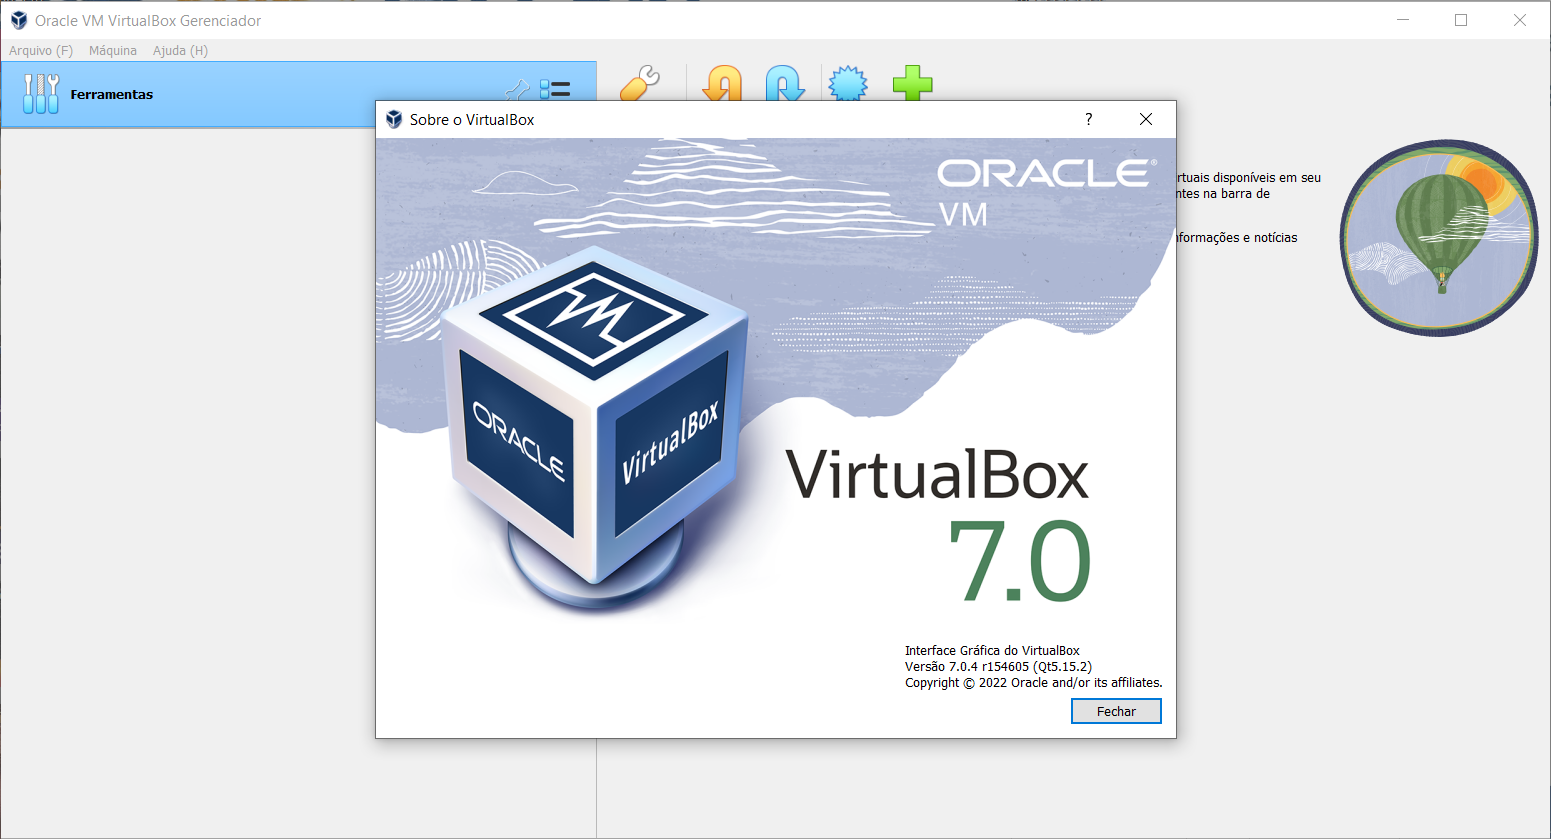 Oracle VM VirtualBox Gerenciador
Arquivo (F) Máquina Ajuda (H)
Ferramentas
Sobre o VirtualBox
?
ORACLE®
VM
rtuais disponíveis em seu
ntes na barra de
nformações e notícias
VM
ORACLE
VirtualBox
VirtualBox
7.0
Interface Gráfica do VirtualBox
Versão 7.0.4 r154605 (Qt5.15.2)
Copyright © 2022 Oracle and/or its affiliates.
Fechar